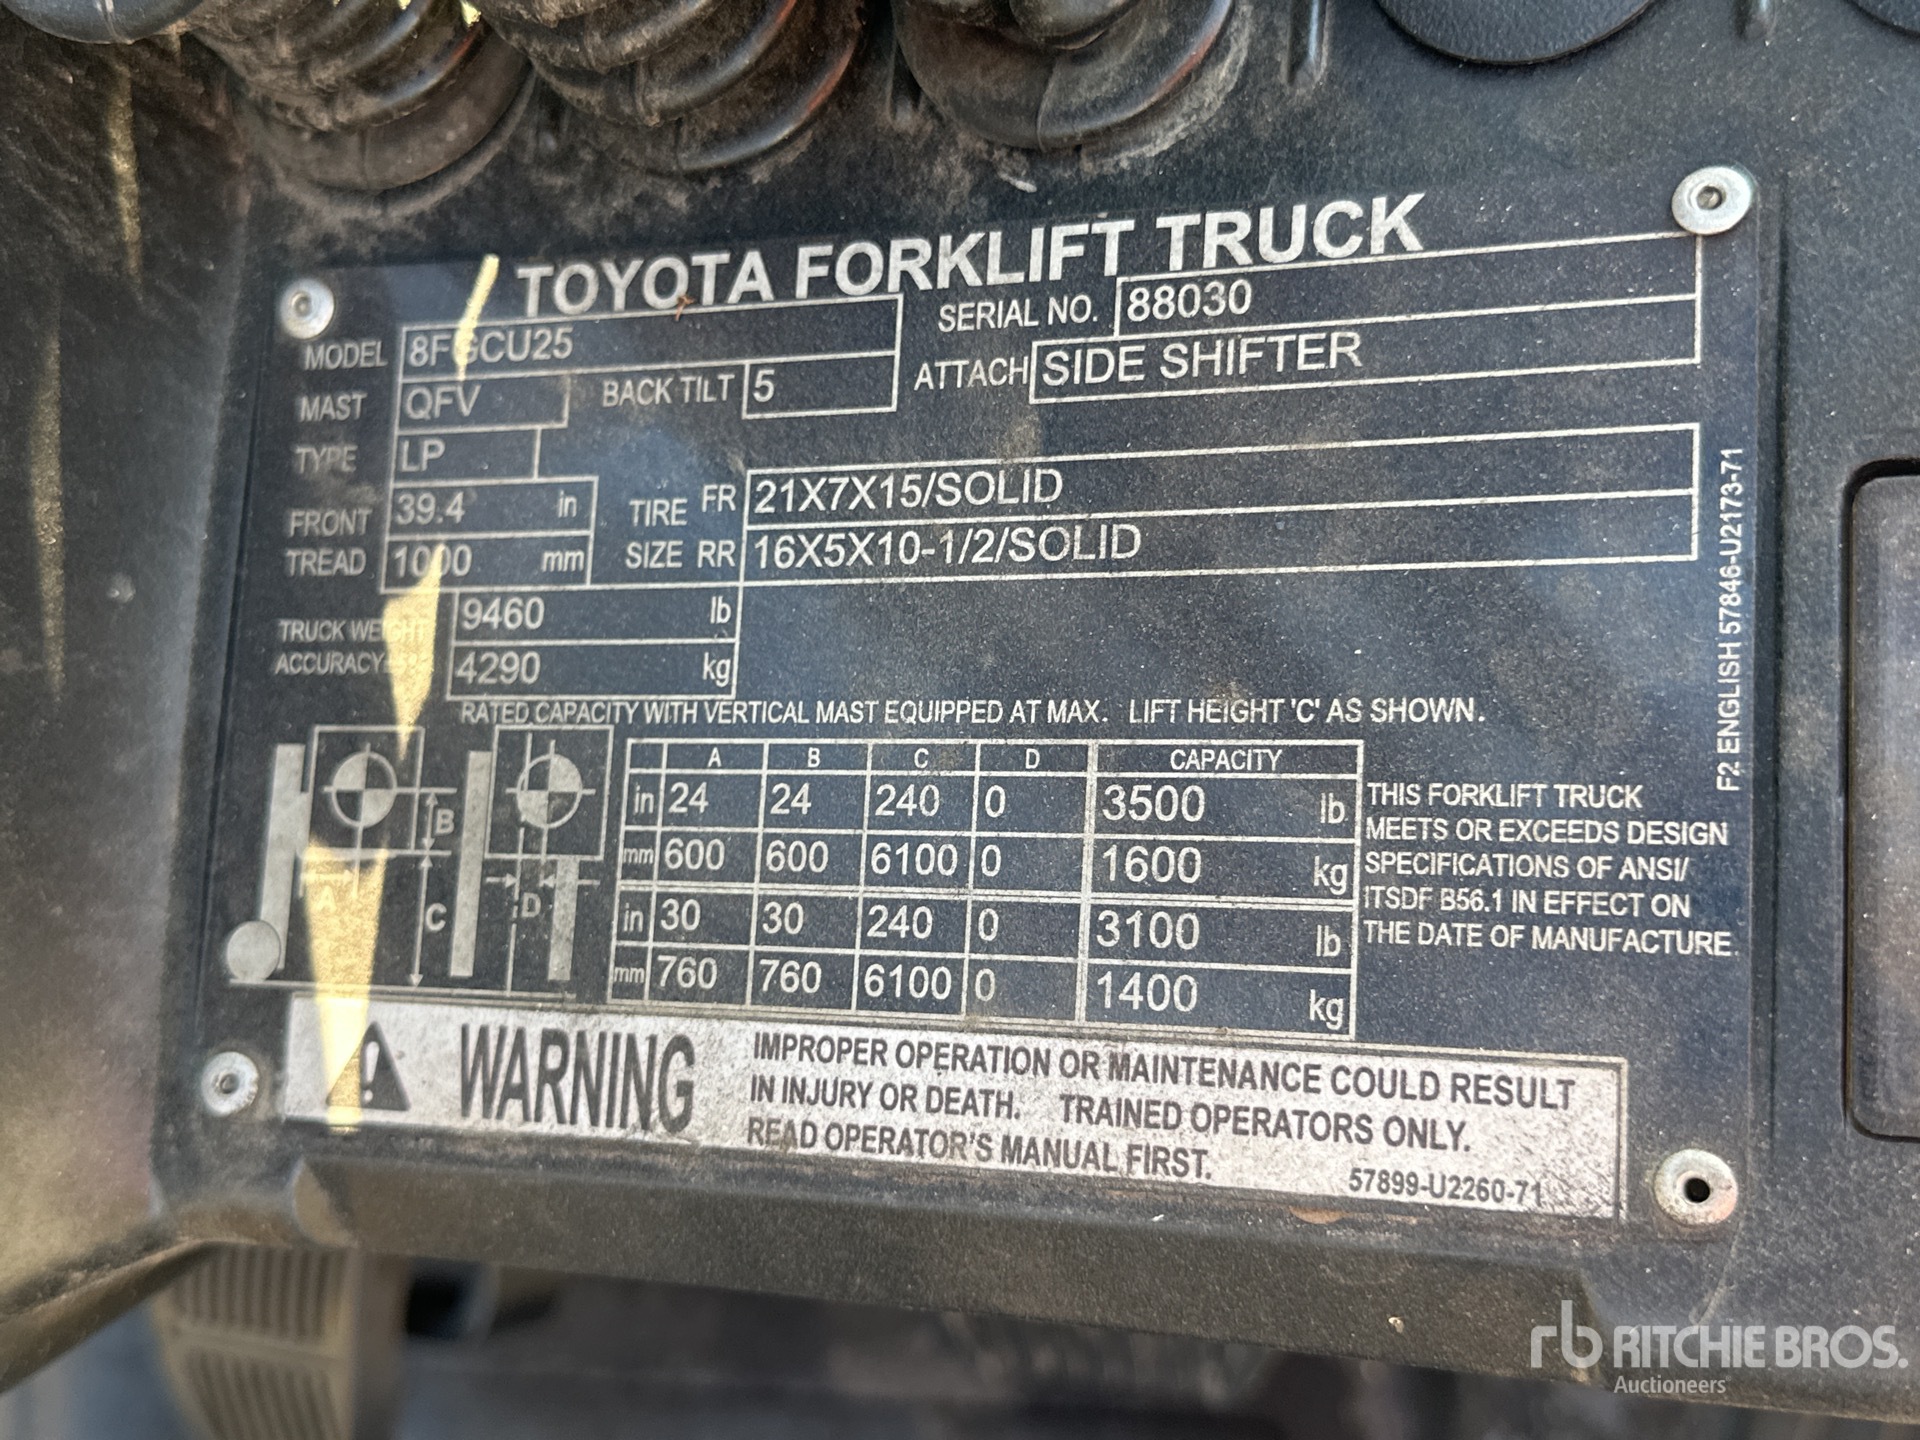 TOYOTA FORKLIFT TRUCK
MODEL 8FGCU25
SERIAL NO. 88030
MAST QFV BACK TILT 5
ATTACH SIDE SHIFTER
TYPE LP
FRONT TREAD 39.4 in
1000 mm
TIRE SIZE FR 21X7X15/SOLID
RR 16X5X10-1/2/SOLID
TRUCK WEIGHT 9460 lb
ACCURACY 4290 kg
RATED CAPACITY WITH VERTICAL MAST EQUIPPED AT MAX. LIFT HEIGHT 'C' AS SHOWN.
A B C D CAPACITY
in 24 24 240 0 3500 lb
mm 600 600 6100 0 1600 kg
in 30 30 240 0 3100 lb
mm 760 760 6100 0 1400 kg
B
A
C
D
THIS FORKLIFT TRUCK
MEETS OR EXCEEDS DESIGN
SPECIFICATIONS OF ANSI/
ITSDF B56.1 IN EFFECT ON
THE DATE OF MANUFACTURE.
F2 ENGLISH 57846-U2173-71
WARNING
IMPROPER OPERATION OR MAINTENANCE COULD RESULT
IN INJURY OR DEATH. TRAINED OPERATORS ONLY.
READ OPERATOR'S MANUAL FIRST.
57899-U2260-71
rb RITCHIE BROS.
Auctioneers